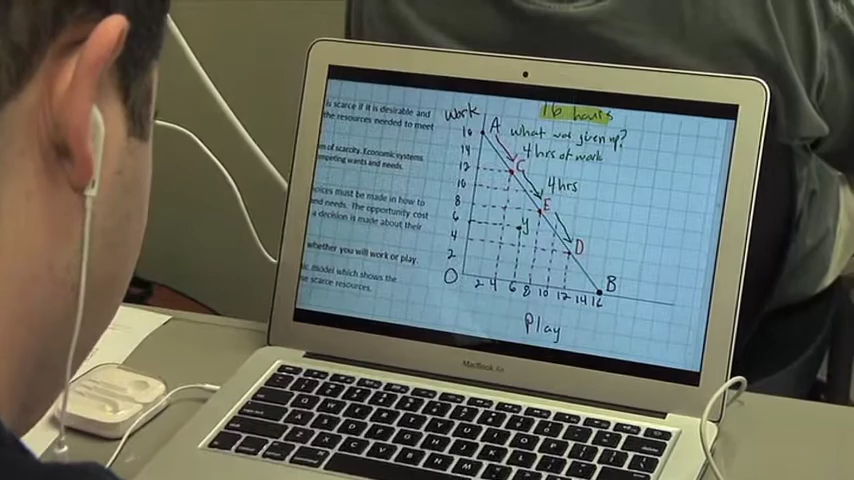 is scarce if it is desirable and
the resources needed to meet
ns of scarcity. Economic systems
mpeting wants and needs.
oices must be made in how to
and needs. The opportunity cost
a decision is made about their
whether you will work or play.
ic model which shows the
se scarce resources.
16 hours
Work
A
what was given up?
4 hrs of work
C
4 hrs
E
y
D
B
16
14
12
10
8
6
4
2
0
2 4 6 8 10 12 14 16
Play
MacBook Air